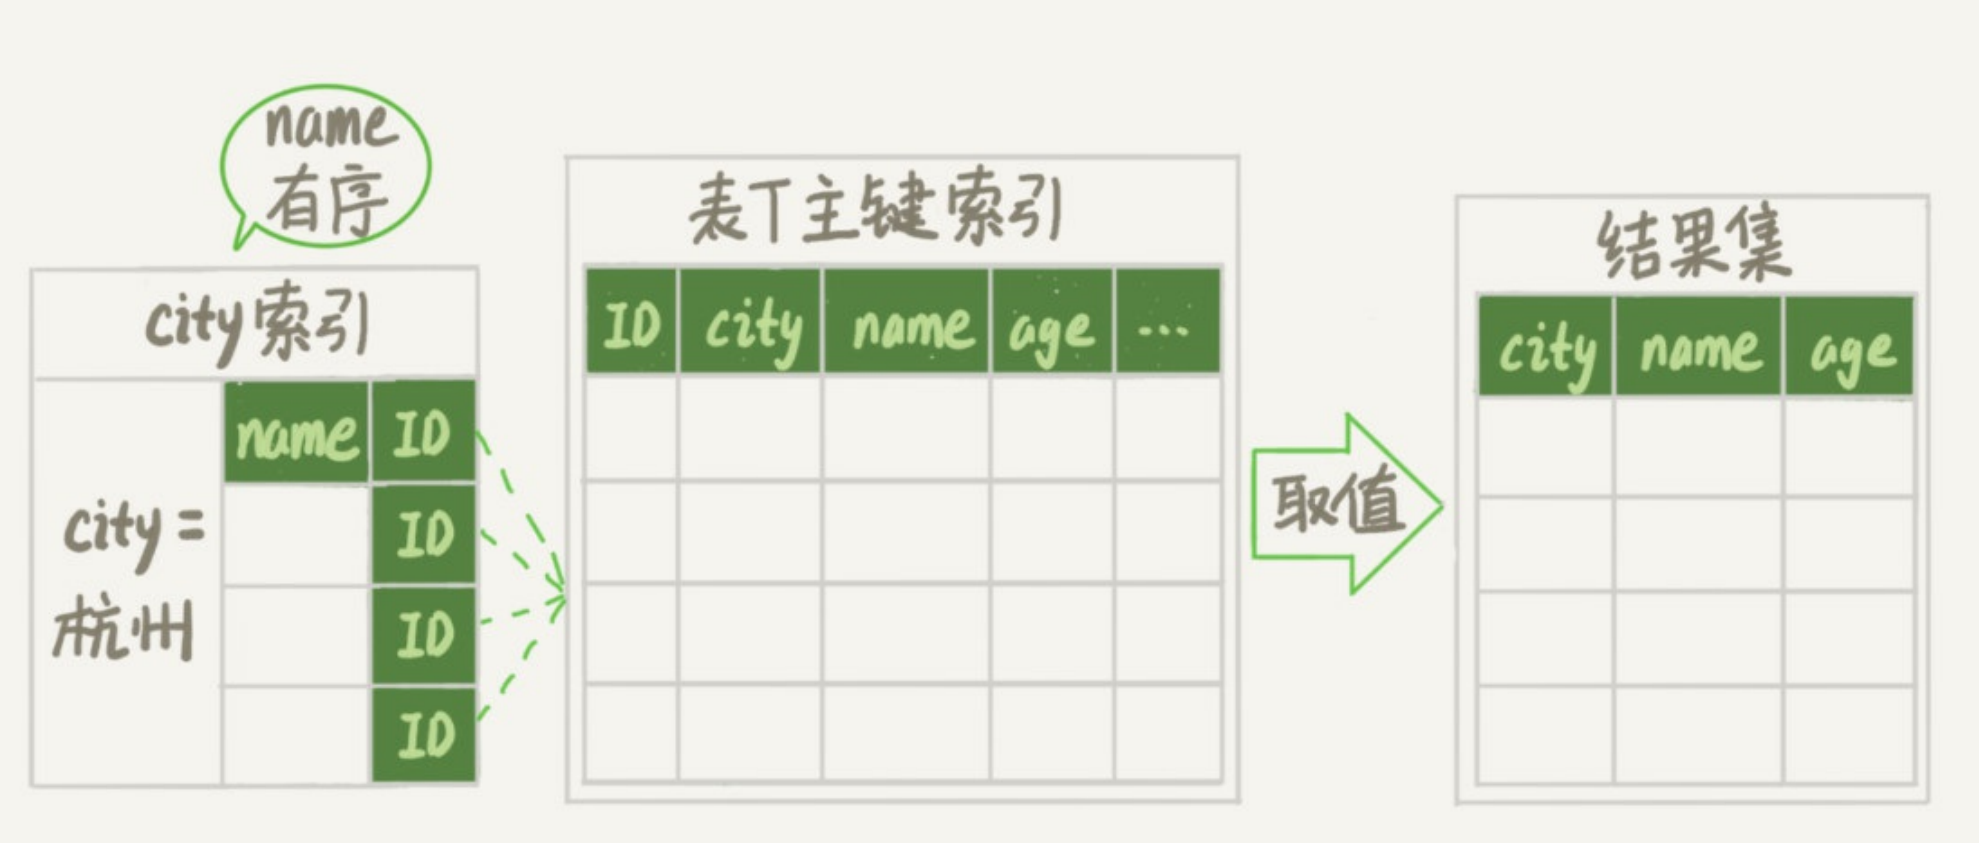 name
有序
city索引
name ID
city =
杭州
ID
ID
ID
表T主键索引
ID city name age ...
取值
结果集
city name age